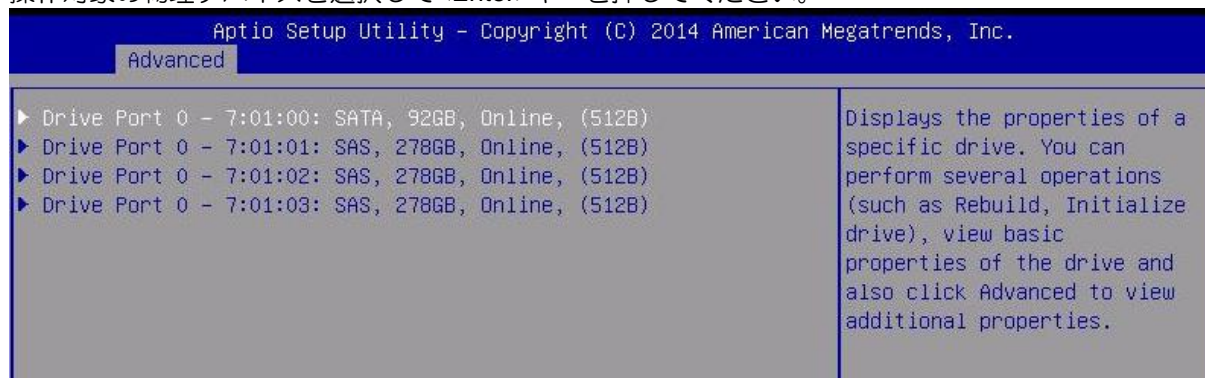 Aptio Setup Utility – Copyright (C) 2014 American Megatrends, Inc.
Advanced
▶ Drive Port 0 – 7:01:00: SATA, 92GB, Online, (512B)
▶ Drive Port 0 – 7:01:01: SAS, 278GB, Online, (512B)
▶ Drive Port 0 – 7:01:02: SAS, 278GB, Online, (512B)
▶ Drive Port 0 – 7:01:03: SAS, 278GB, Online, (512B)
Displays the properties of a
specific drive. You can
perform several operations
(such as Rebuild, Initialize
drive), view basic
properties of the drive and
also click Advanced to view
additional properties.